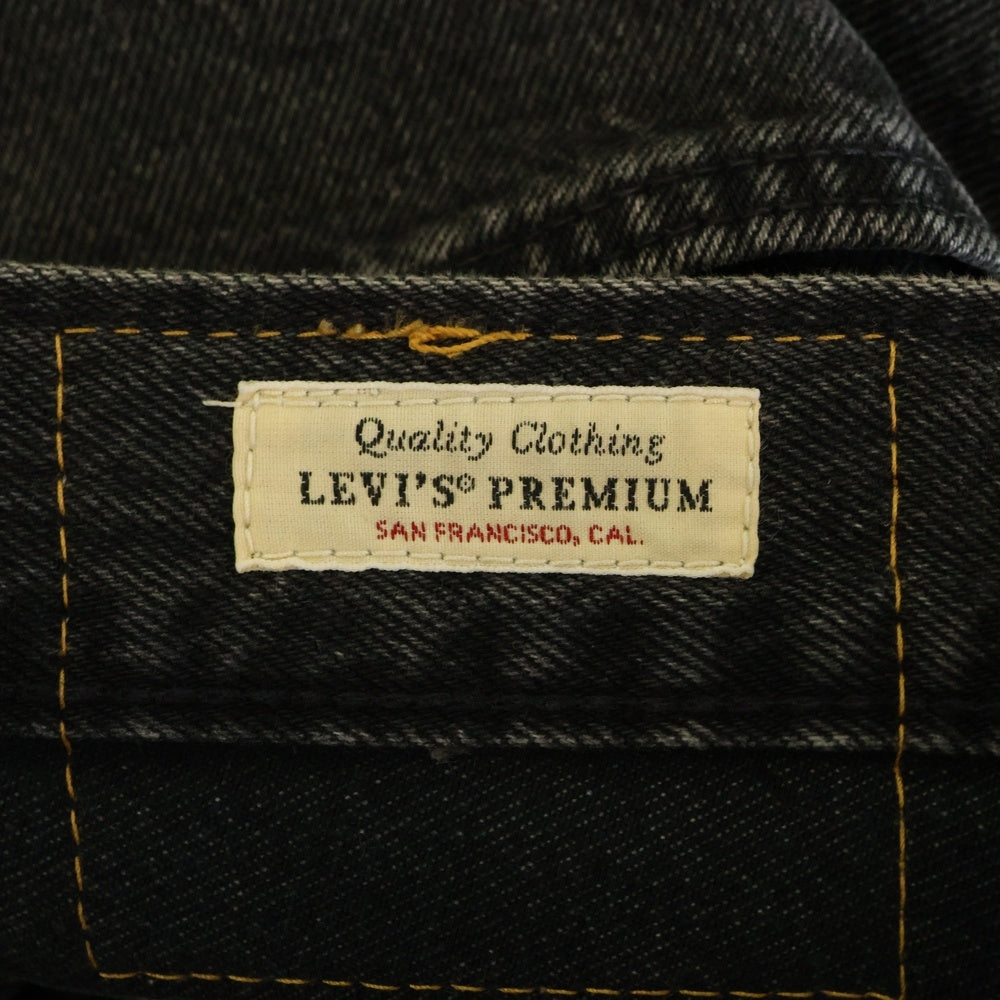 Quality Clothing
LEVI'S® PREMIUM
SAN FRANCISCO, CAL.